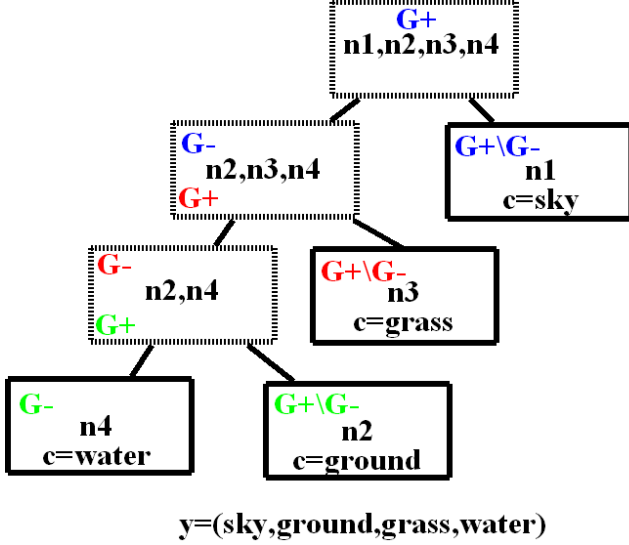 G+
n1,n2,n3,n4
G-
n2,n3,n4
G+
G+\G-
n1
c=sky
G-
n2,n4
G+
G+\G-
n3
c=grass
G-
n4
c=water
G+\G-
n2
c=ground
y=(sky,ground,grass,water)